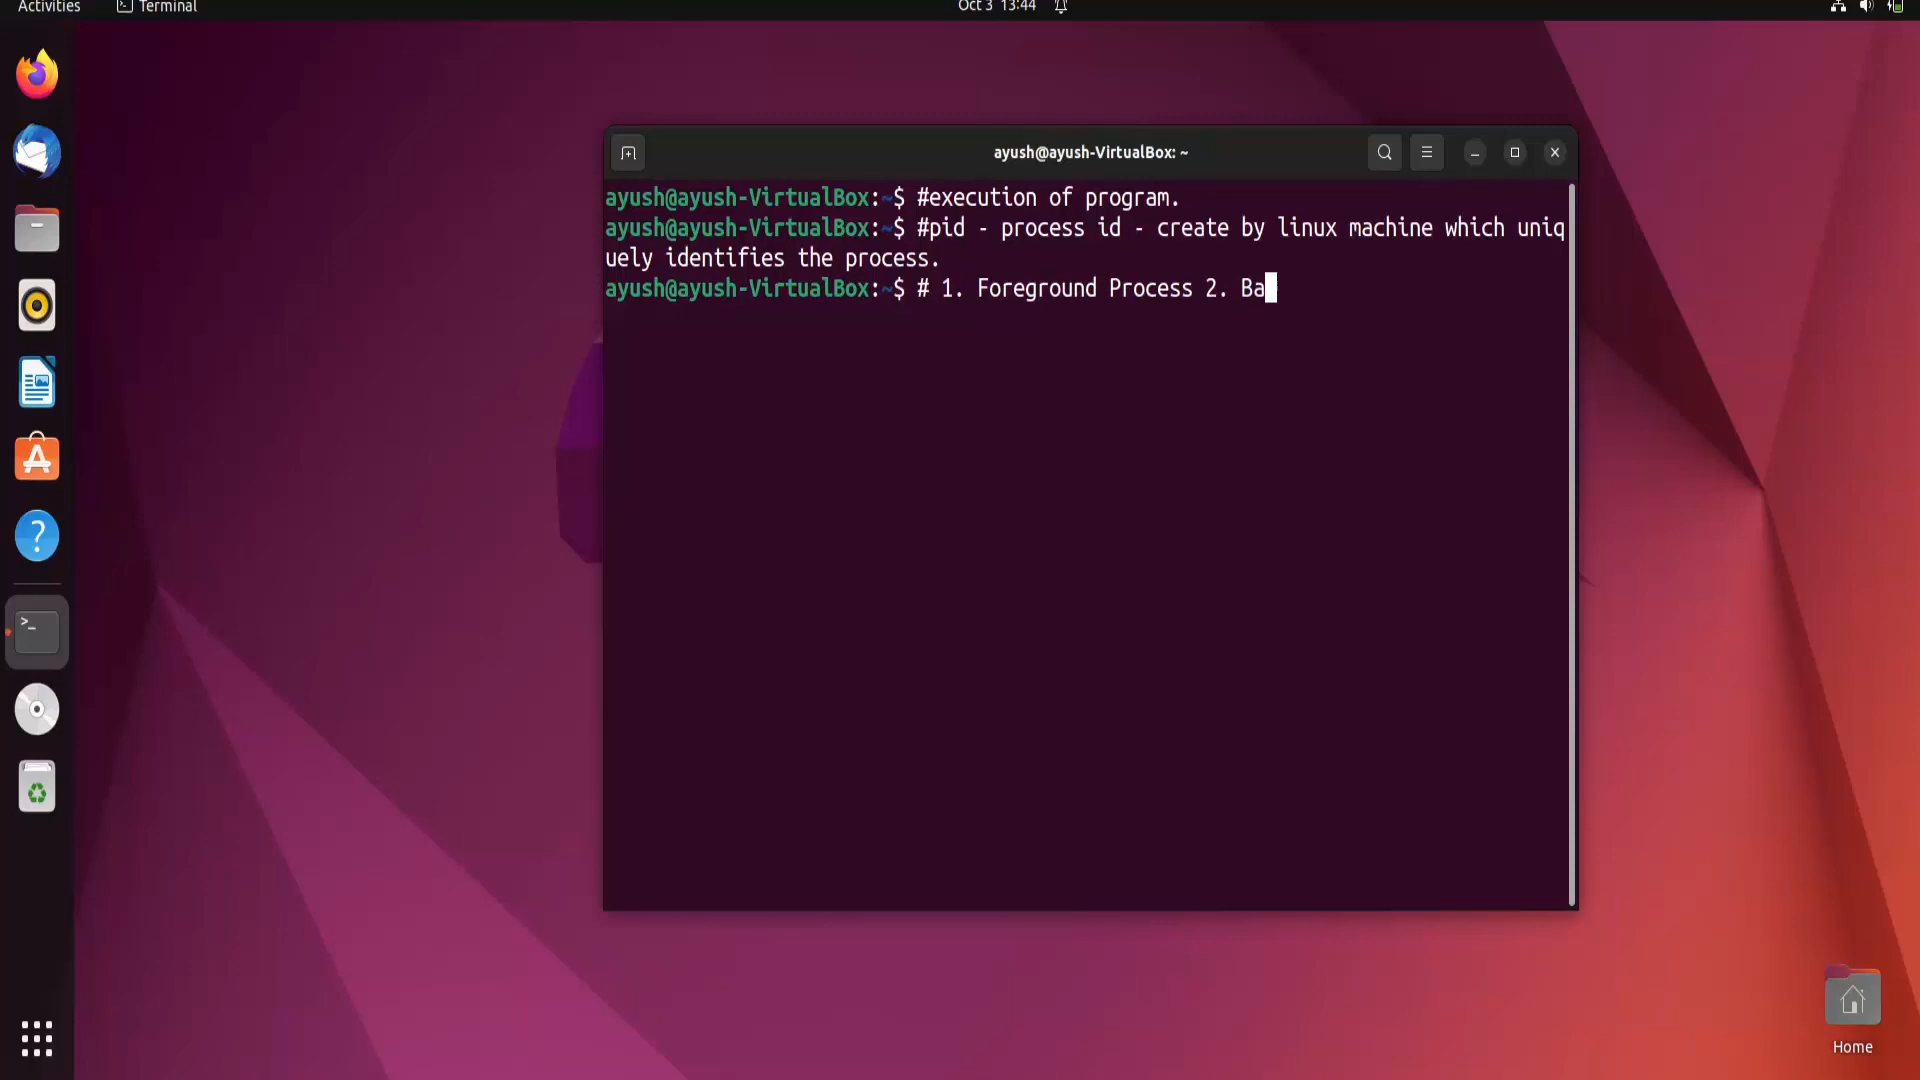 Activities Terminal Oct 3 13:44
ayush@ayush-VirtualBox: ~
ayush@ayush-VirtualBox:~$ #execution of program.
ayush@ayush-VirtualBox:~$ #pid - process id - create by linux machine which uniq
uely identifies the process.
ayush@ayush-VirtualBox:~$ # 1. Foreground Process 2. Ba
Home